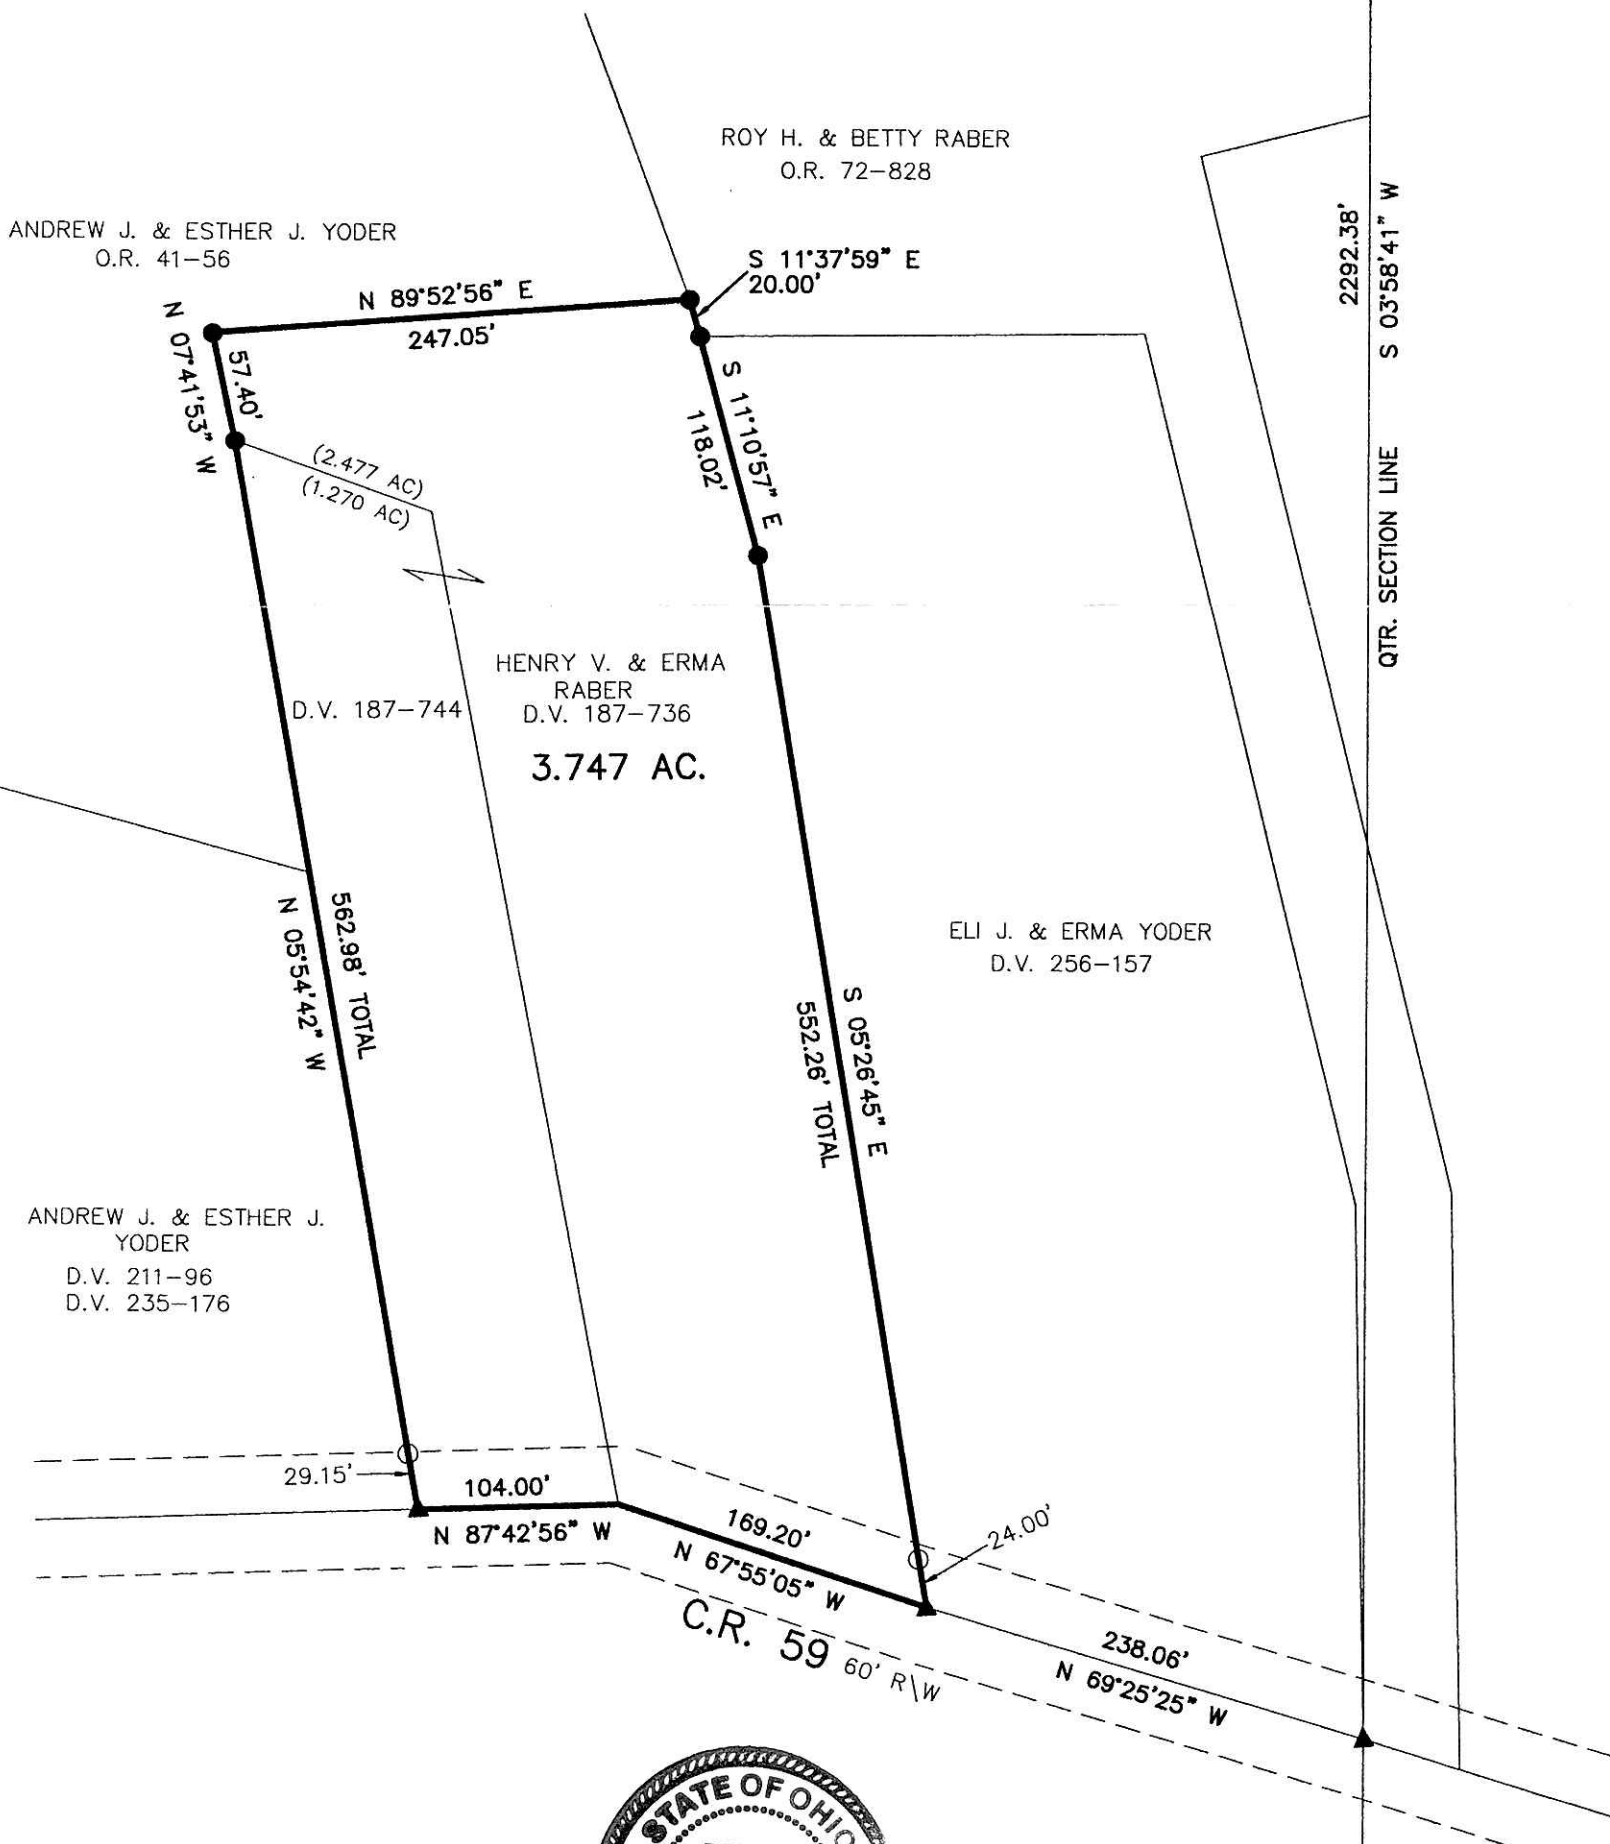 ROY H. & BETTY RABER
O.R. 72-828
ANDREW J. & ESTHER J. YODER
O.R. 41-56
S 11°37'59" E
20.00'
N 89°52'56" E
247.05'
N 07°41'53" W
57.40'
S 11°10'57" E
118.02'
2292.38'
S 03°58'41" W
QTR. SECTION LINE
(2.477 AC)
(1.270 AC)
HENRY V. & ERMA
RABER
D.V. 187-736
D.V. 187-744
3.747 AC.
562.98' TOTAL
N 05°54'42" W
ELI J. & ERMA YODER
D.V. 256-157
S 05°26'45" E
552.26' TOTAL
ANDREW J. & ESTHER J.
YODER
D.V. 211-96
D.V. 235-176
29.15'
104.00'
N 87°42'56" W
169.20'
N 67°55'05" W
24.00'
C.R. 59 60' R\W
238.06'
N 69°25'25" W
STATE OF OHIO